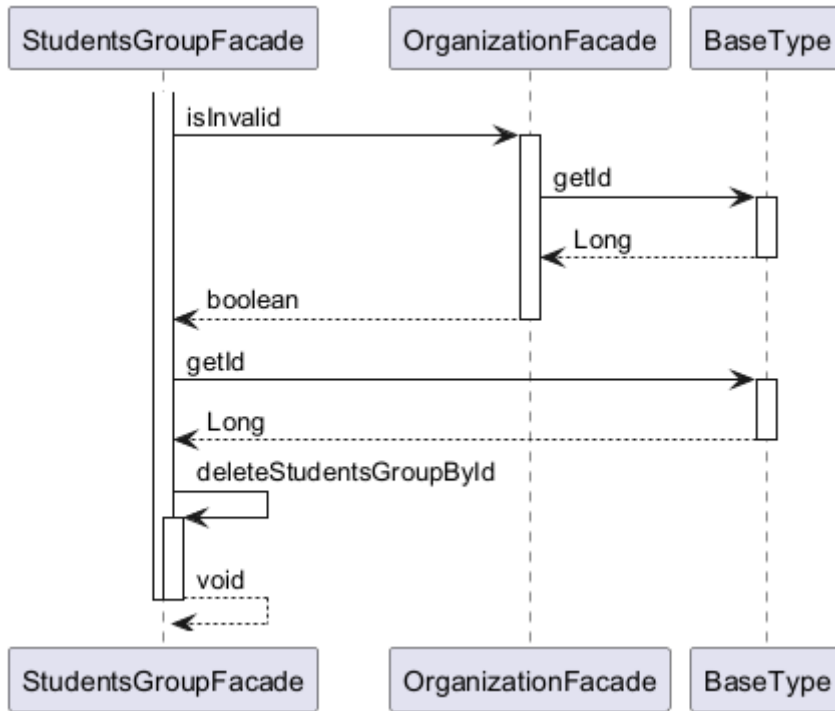 StudentsGroupFacade
OrganizationFacade
BaseType
isInvalid
getId
Long
boolean
getId
Long
deleteStudentsGroupById
void
StudentsGroupFacade
OrganizationFacade
BaseType